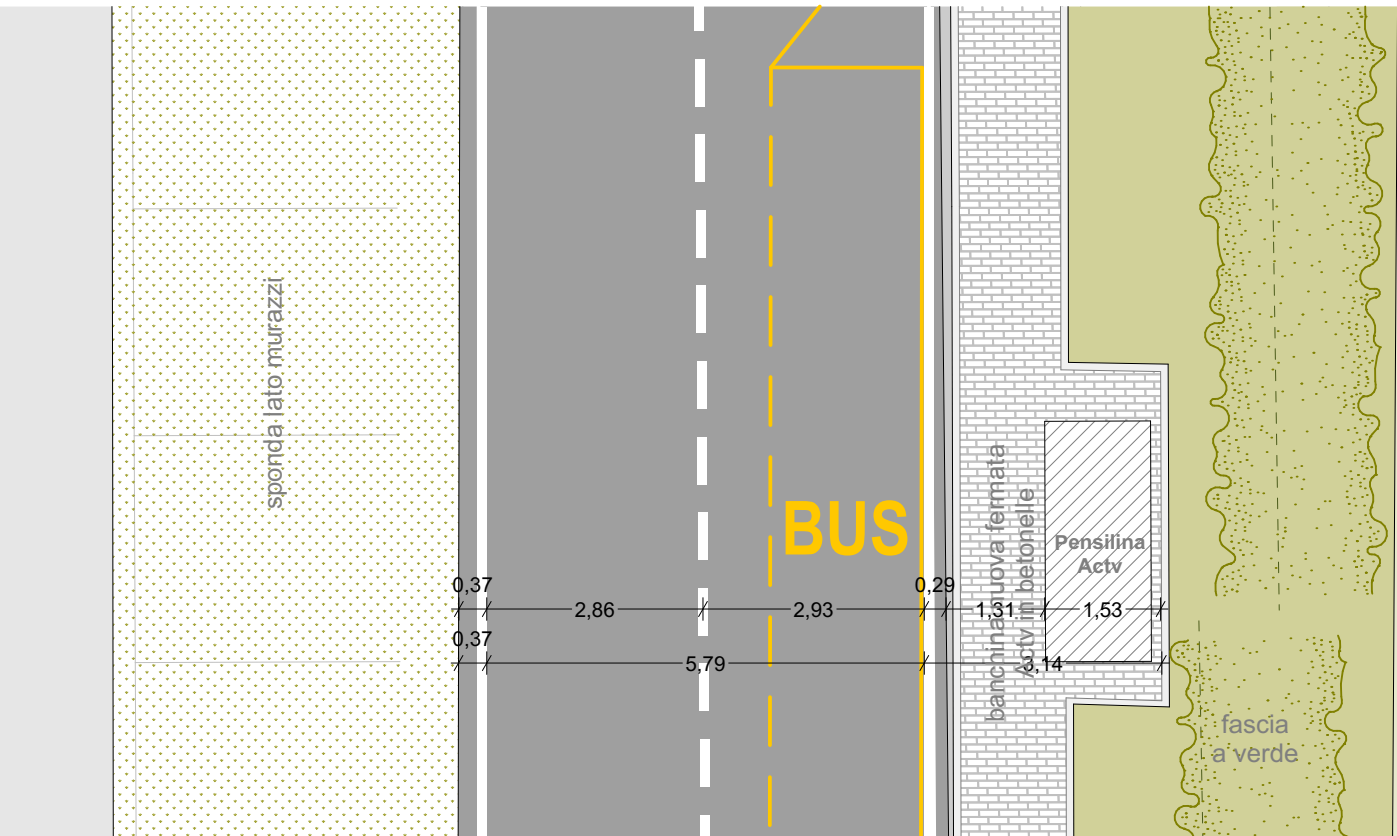 sponda lato murazzi
BUS
banchina nuova fermata
Actv in betonelle
Pensilina
Actv
0,37
0,29
2,86
2,93
1,31
1,53
0,37
5,79
3,14
fascia
a verde